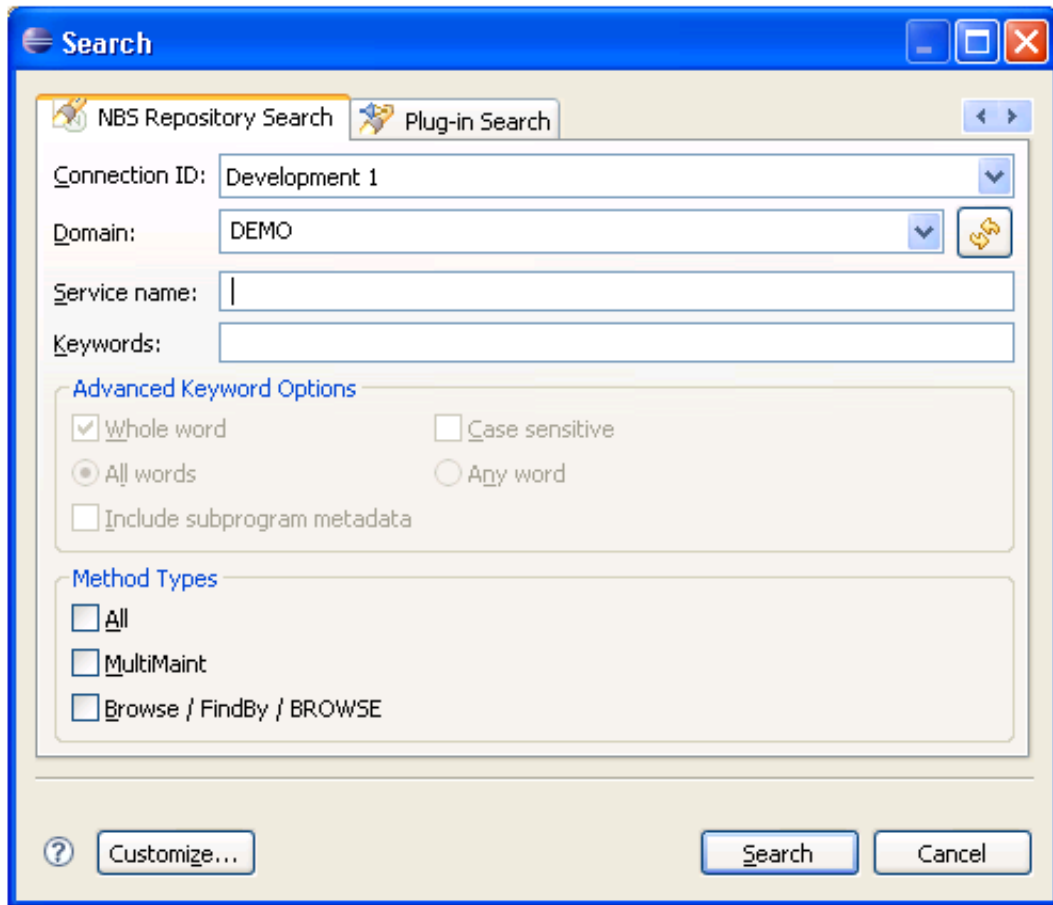 Search
NBS Repository Search Plug-in Search
Connection ID: Development 1
Domain: DEMO
Service name:
Keywords:
Advanced Keyword Options
Whole word Case sensitive
All words Any word
Include subprogram metadata
Method Types
All
MultiMaint
Browse / FindBy / BROWSE
? Customize... Search Cancel